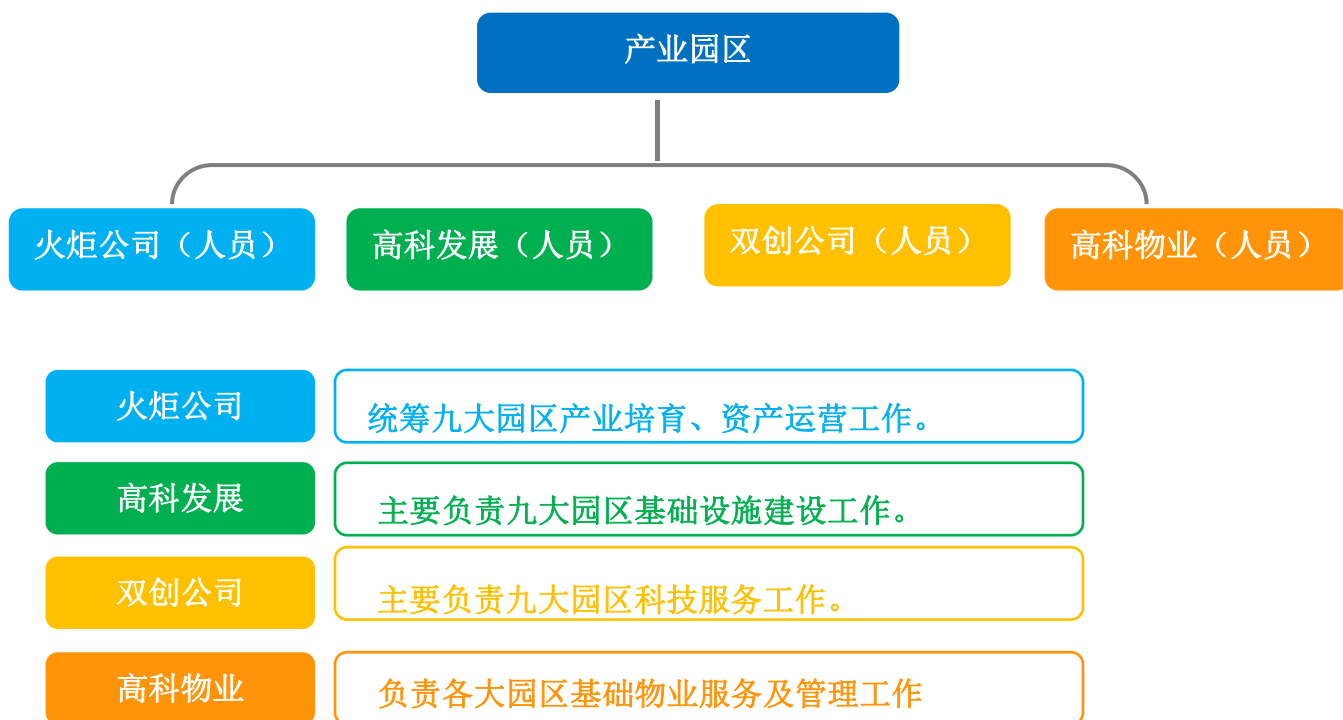 产业园区
火炬公司（人员）
高科发展（人员）
双创公司（人员）
高科物业（人员）
火炬公司
统筹九大园区产业培育、资产运营工作。
高科发展
主要负责九大园区基础设施建设工作。
双创公司
主要负责九大园区科技服务工作。
高科物业
负责各大园区基础物业服务及管理工作